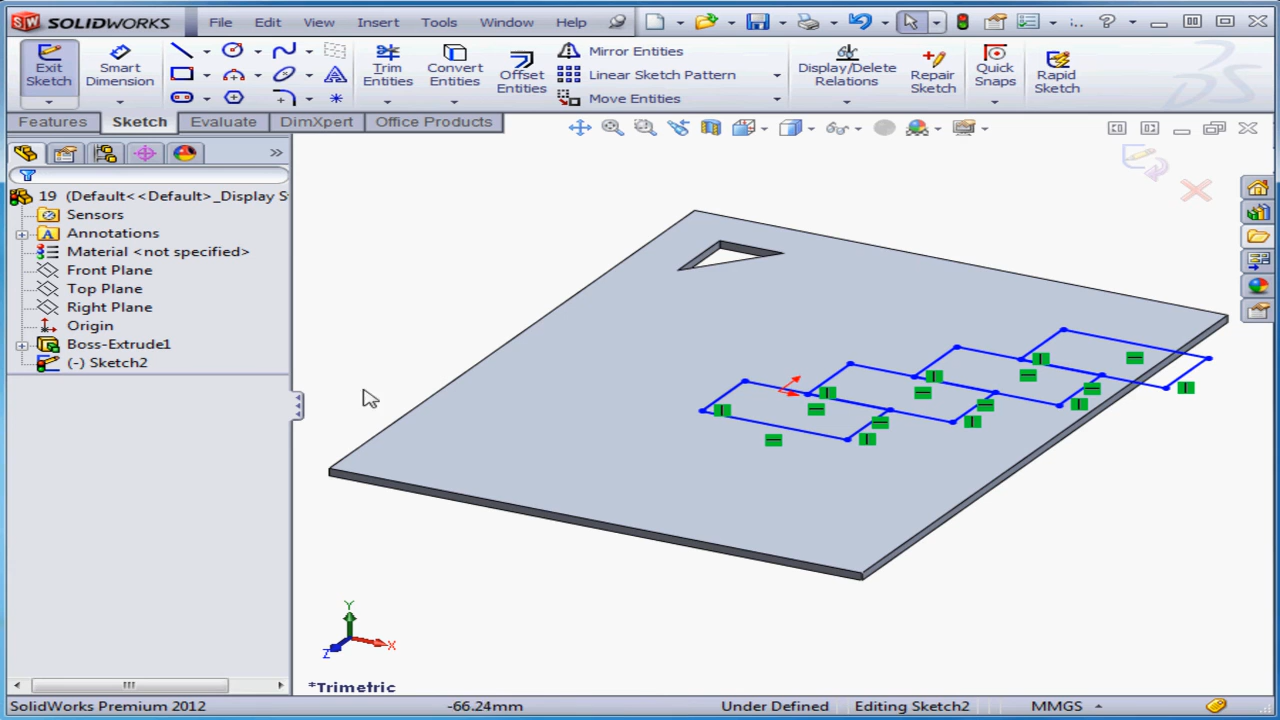 SW SOLIDWORKS File Edit View Insert Tools Window Help
Exit Sketch
Smart Dimension
Trim Entities
Convert Entities
Offset Entities
Mirror Entities
Linear Sketch Pattern
Move Entities
Display/Delete Relations
Repair Sketch
Quick Snaps
Rapid Sketch
Features Sketch Evaluate DimXpert Office Products
19 (Default<<Default>_Display S
Sensors
A Annotations
Material <not specified>
Front Plane
Top Plane
Right Plane
Origin
Boss-Extrude1
(-) Sketch2
Y
X
Z
*Trimetric
SolidWorks Premium 2012 -66.24mm Under Defined Editing Sketch2 MMGS